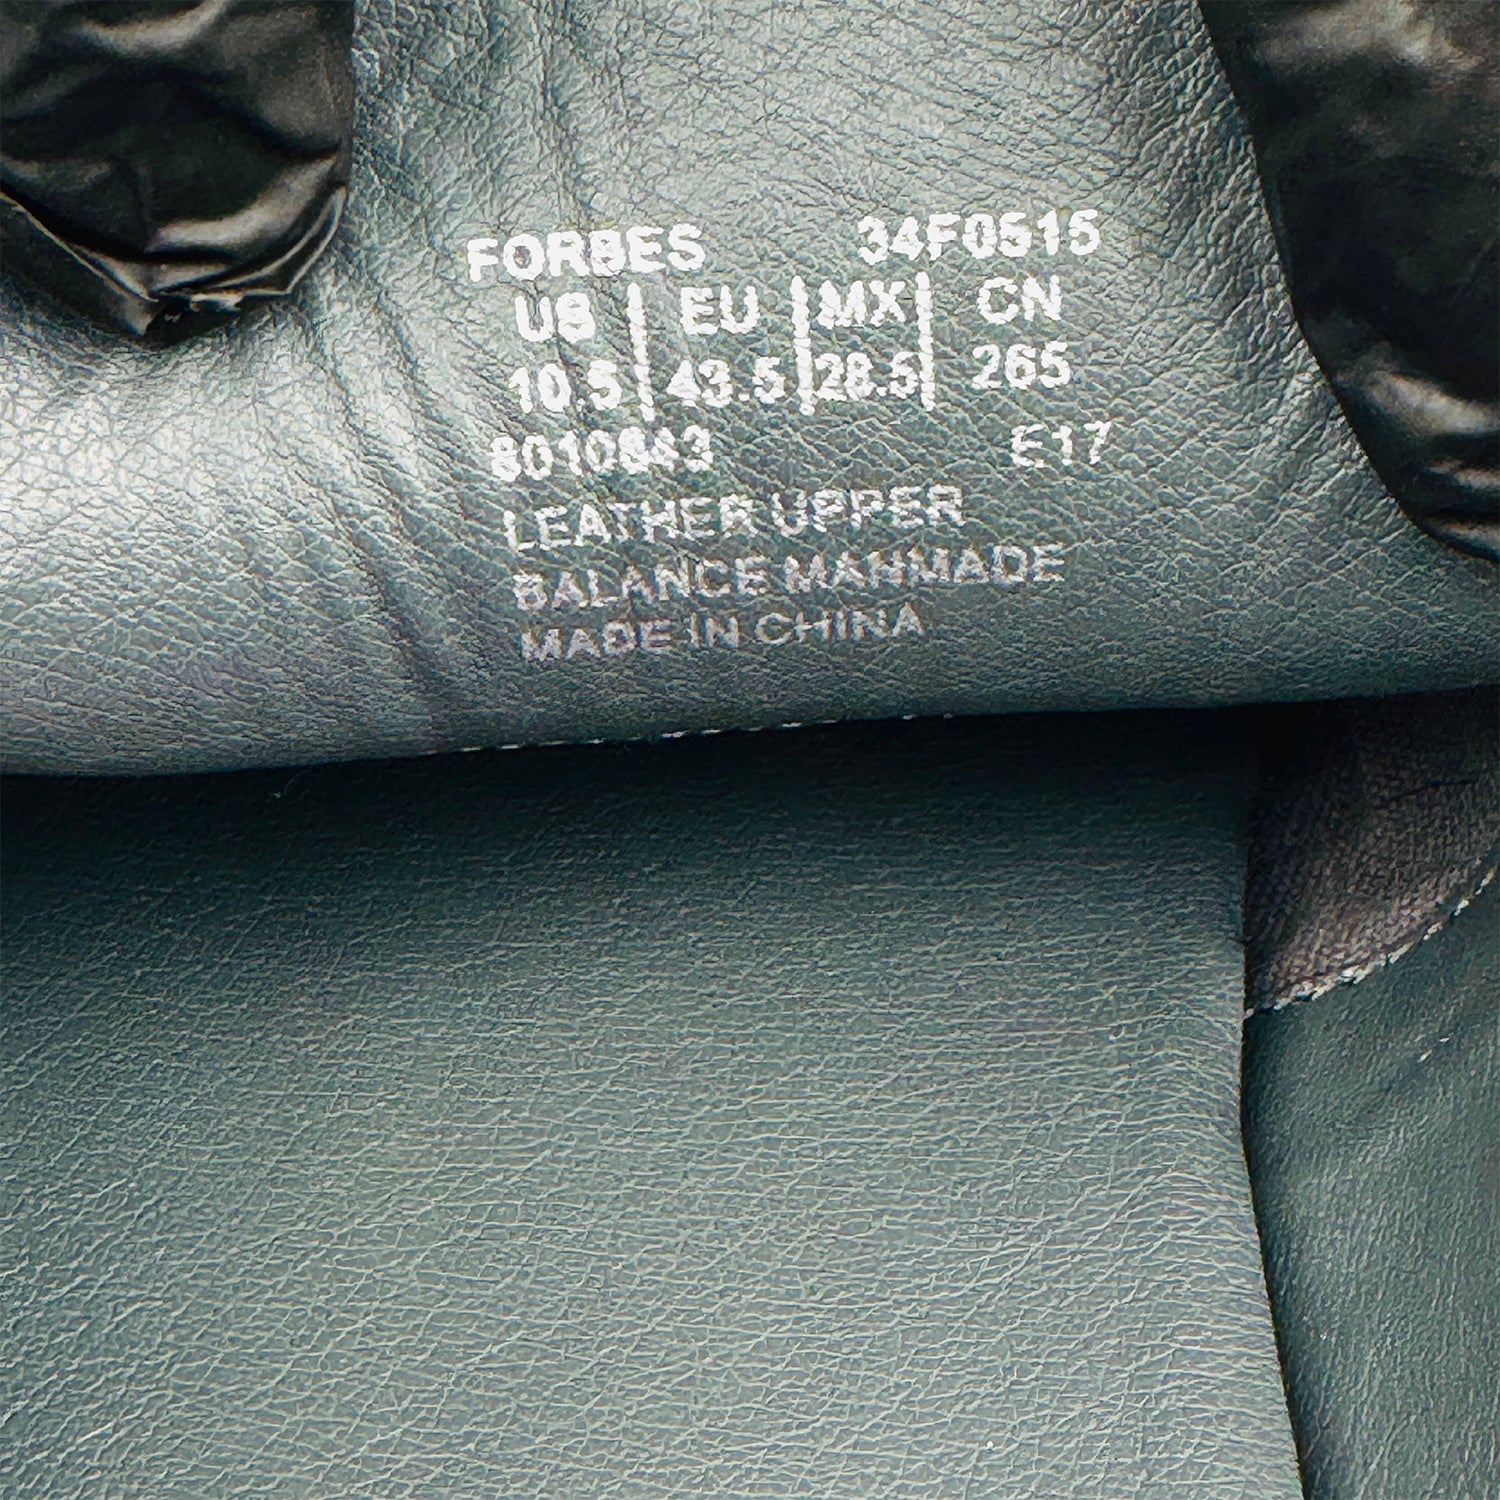 FORBES 34F0515
US | EU | MX | CN
10.5 | 43.5 | 28.5 | 265
8010843 E17
LEATHER UPPER
BALANCE MANMADE
MADE IN CHINA